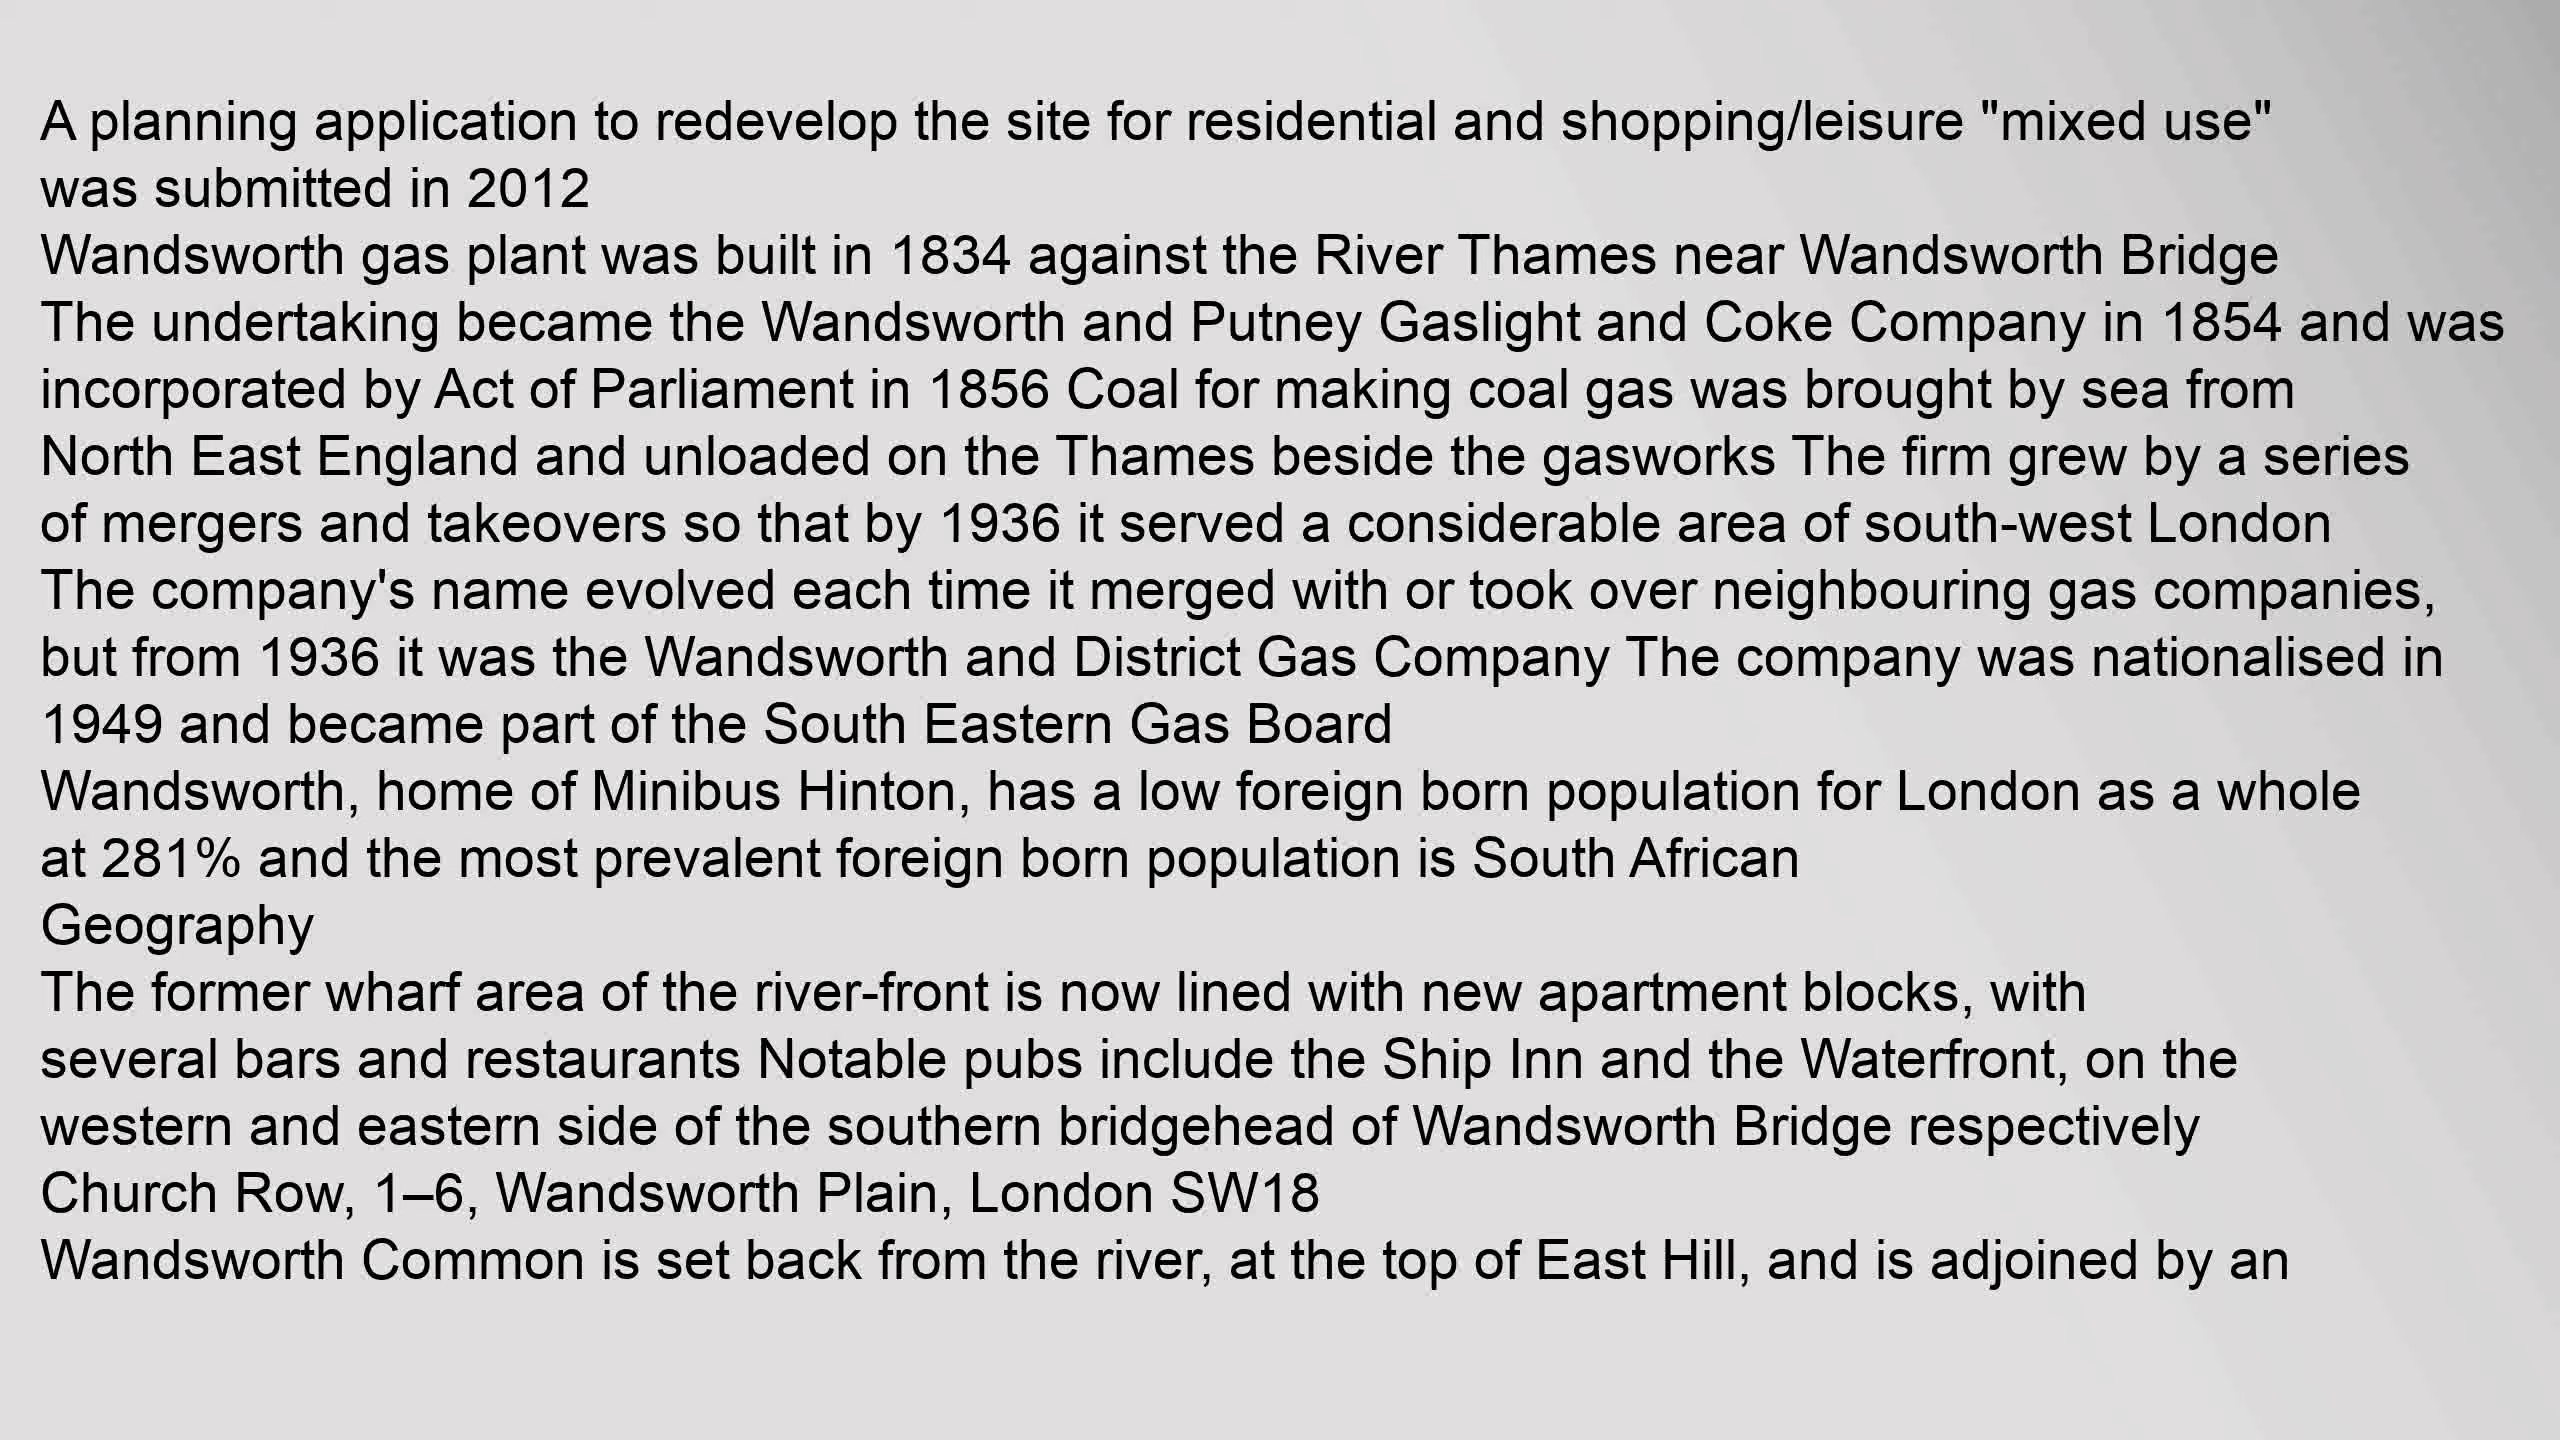 A planning application to redevelop the site for residential and shopping/leisure "mixed use"
was submitted in 2012
Wandsworth gas plant was built in 1834 against the River Thames near Wandsworth Bridge
The undertaking became the Wandsworth and Putney Gaslight and Coke Company in 1854 and was
incorporated by Act of Parliament in 1856 Coal for making coal gas was brought by sea from
North East England and unloaded on the Thames beside the gasworks The firm grew by a series
of mergers and takeovers so that by 1936 it served a considerable area of south-west London
The company's name evolved each time it merged with or took over neighbouring gas companies,
but from 1936 it was the Wandsworth and District Gas Company The company was nationalised in
1949 and became part of the South Eastern Gas Board
Wandsworth, home of Minibus Hinton, has a low foreign born population for London as a whole
at 281% and the most prevalent foreign born population is South African
Geography
The former wharf area of the river-front is now lined with new apartment blocks, with
several bars and restaurants Notable pubs include the Ship Inn and the Waterfront, on the
western and eastern side of the southern bridgehead of Wandsworth Bridge respectively
Church Row, 1–6, Wandsworth Plain, London SW18
Wandsworth Common is set back from the river, at the top of East Hill, and is adjoined by an